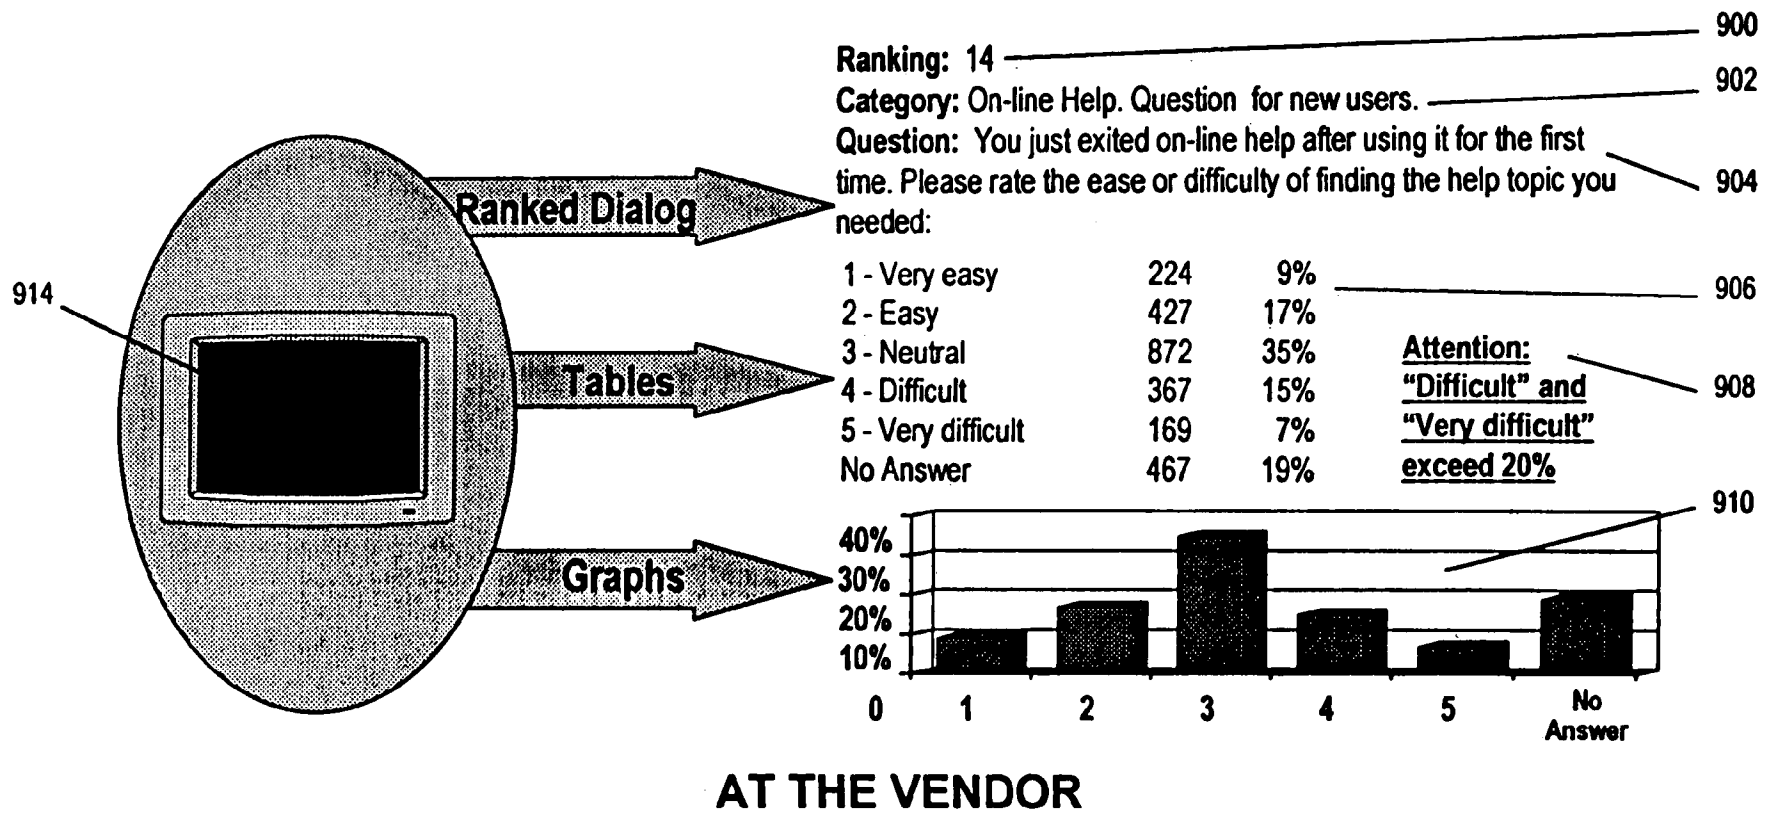 900
Ranking: 14
902
Category: On-line Help. Question for new users.
Question: You just exited on-line help after using it for the first
904
time. Please rate the ease or difficulty of finding the help topic you
needed:
Ranked Dialog
914
1 - Very easy 224 9%
906
2 - Easy 427 17%
3 - Neutral 872 35%
4 - Difficult 367 15%
5 - Very difficult 169 7%
No Answer 467 19%
Attention:
"Difficult" and
"Very difficult"
exceed 20%
908
Tables
910
Graphs
40%
30%
20%
10%
0 1 2 3 4 5 No
Answer
AT THE VENDOR